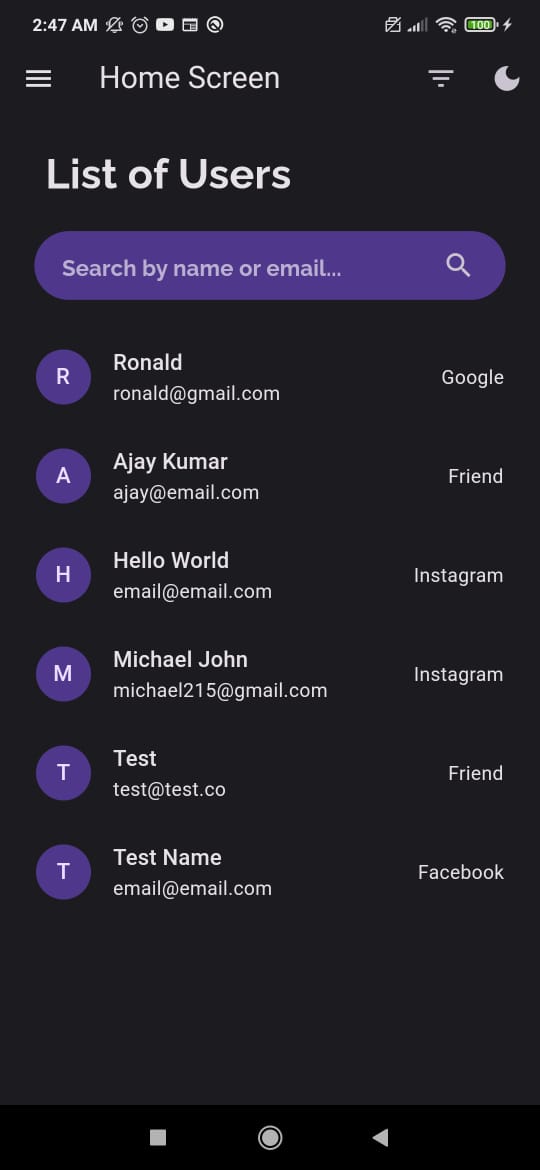 2:47 AM 100
Home Screen
List of Users
Search by name or email...
R Ronald Google
ronald@gmail.com
A Ajay Kumar Friend
ajay@email.com
H Hello World Instagram
email@email.com
M Michael John Instagram
michael215@gmail.com
T Test Friend
test@test.co
T Test Name Facebook
email@email.com